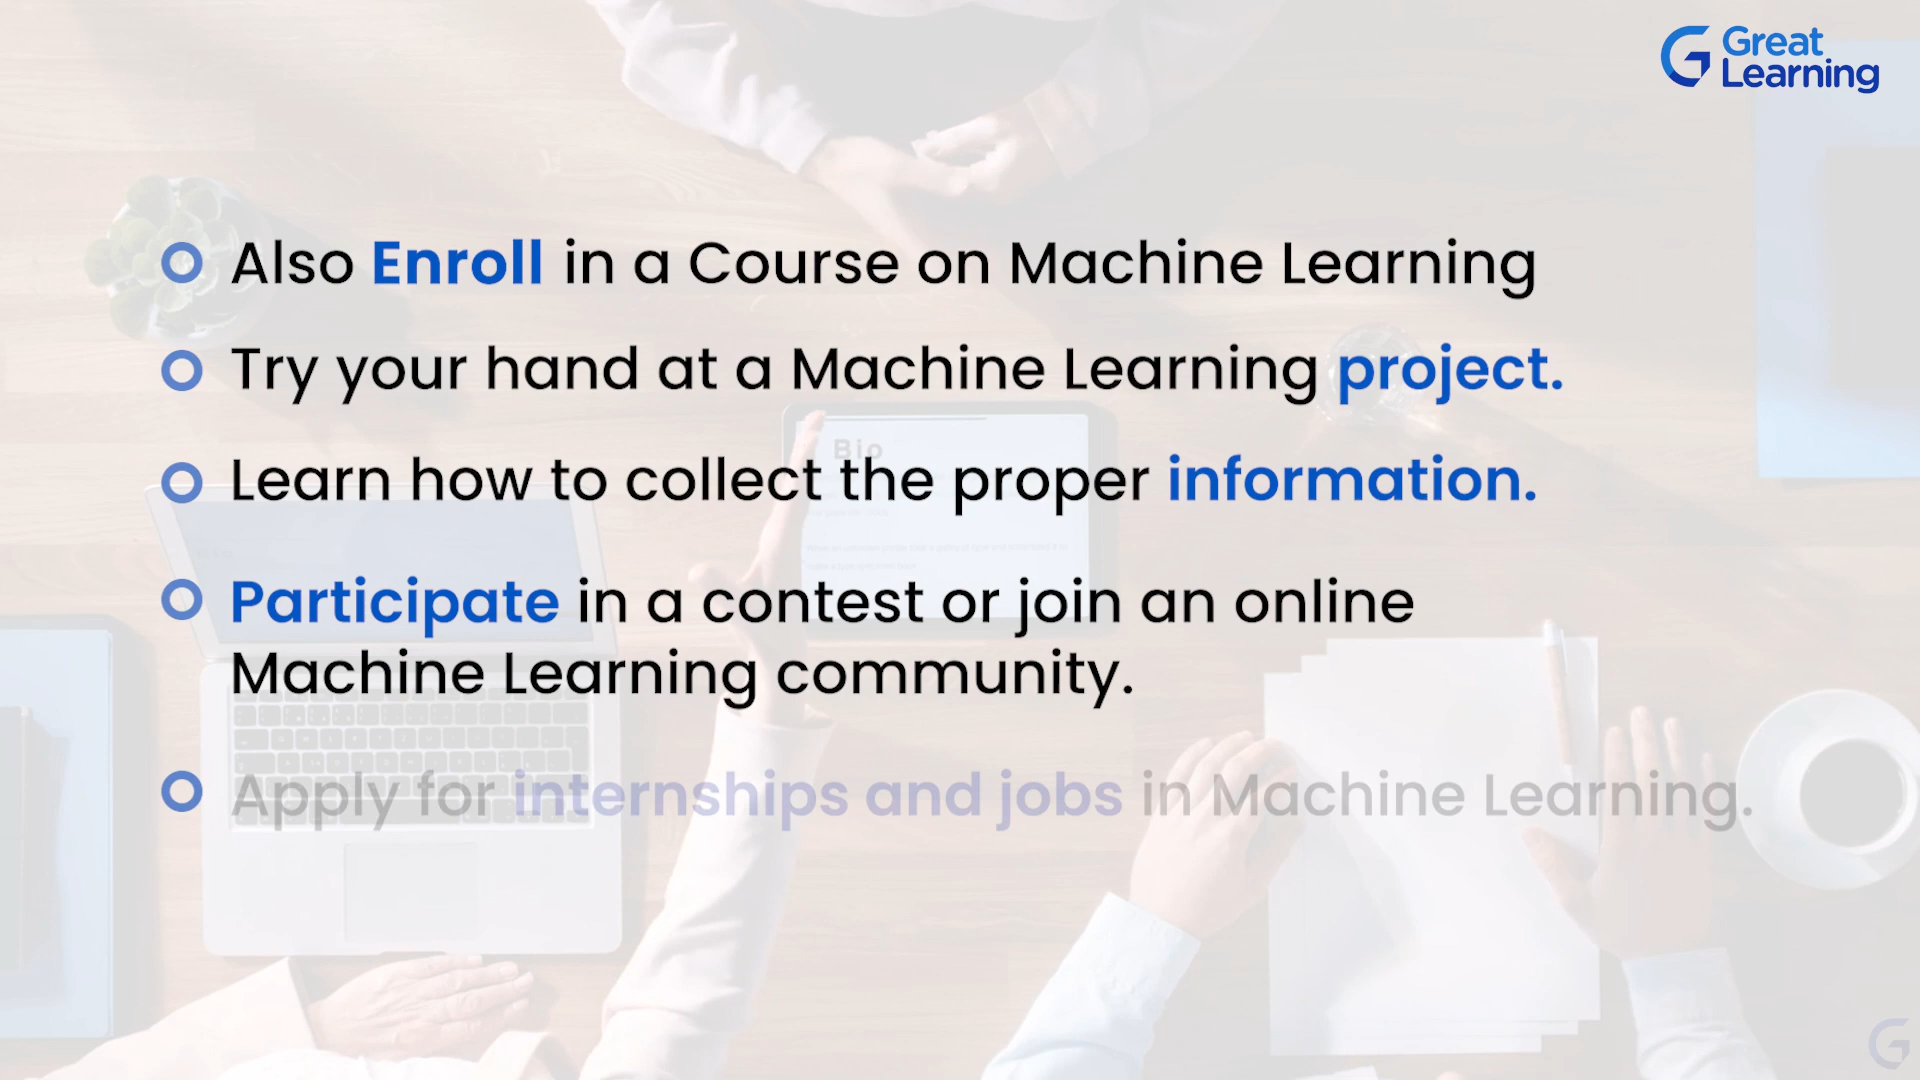 Great
Learning
Also Enroll in a Course on Machine Learning
Try your hand at a Machine Learning project.
Bio
Learn how to collect the proper information.
Participate in a contest or join an online
Machine Learning community.
Apply for internships and jobs in Machine Learning.